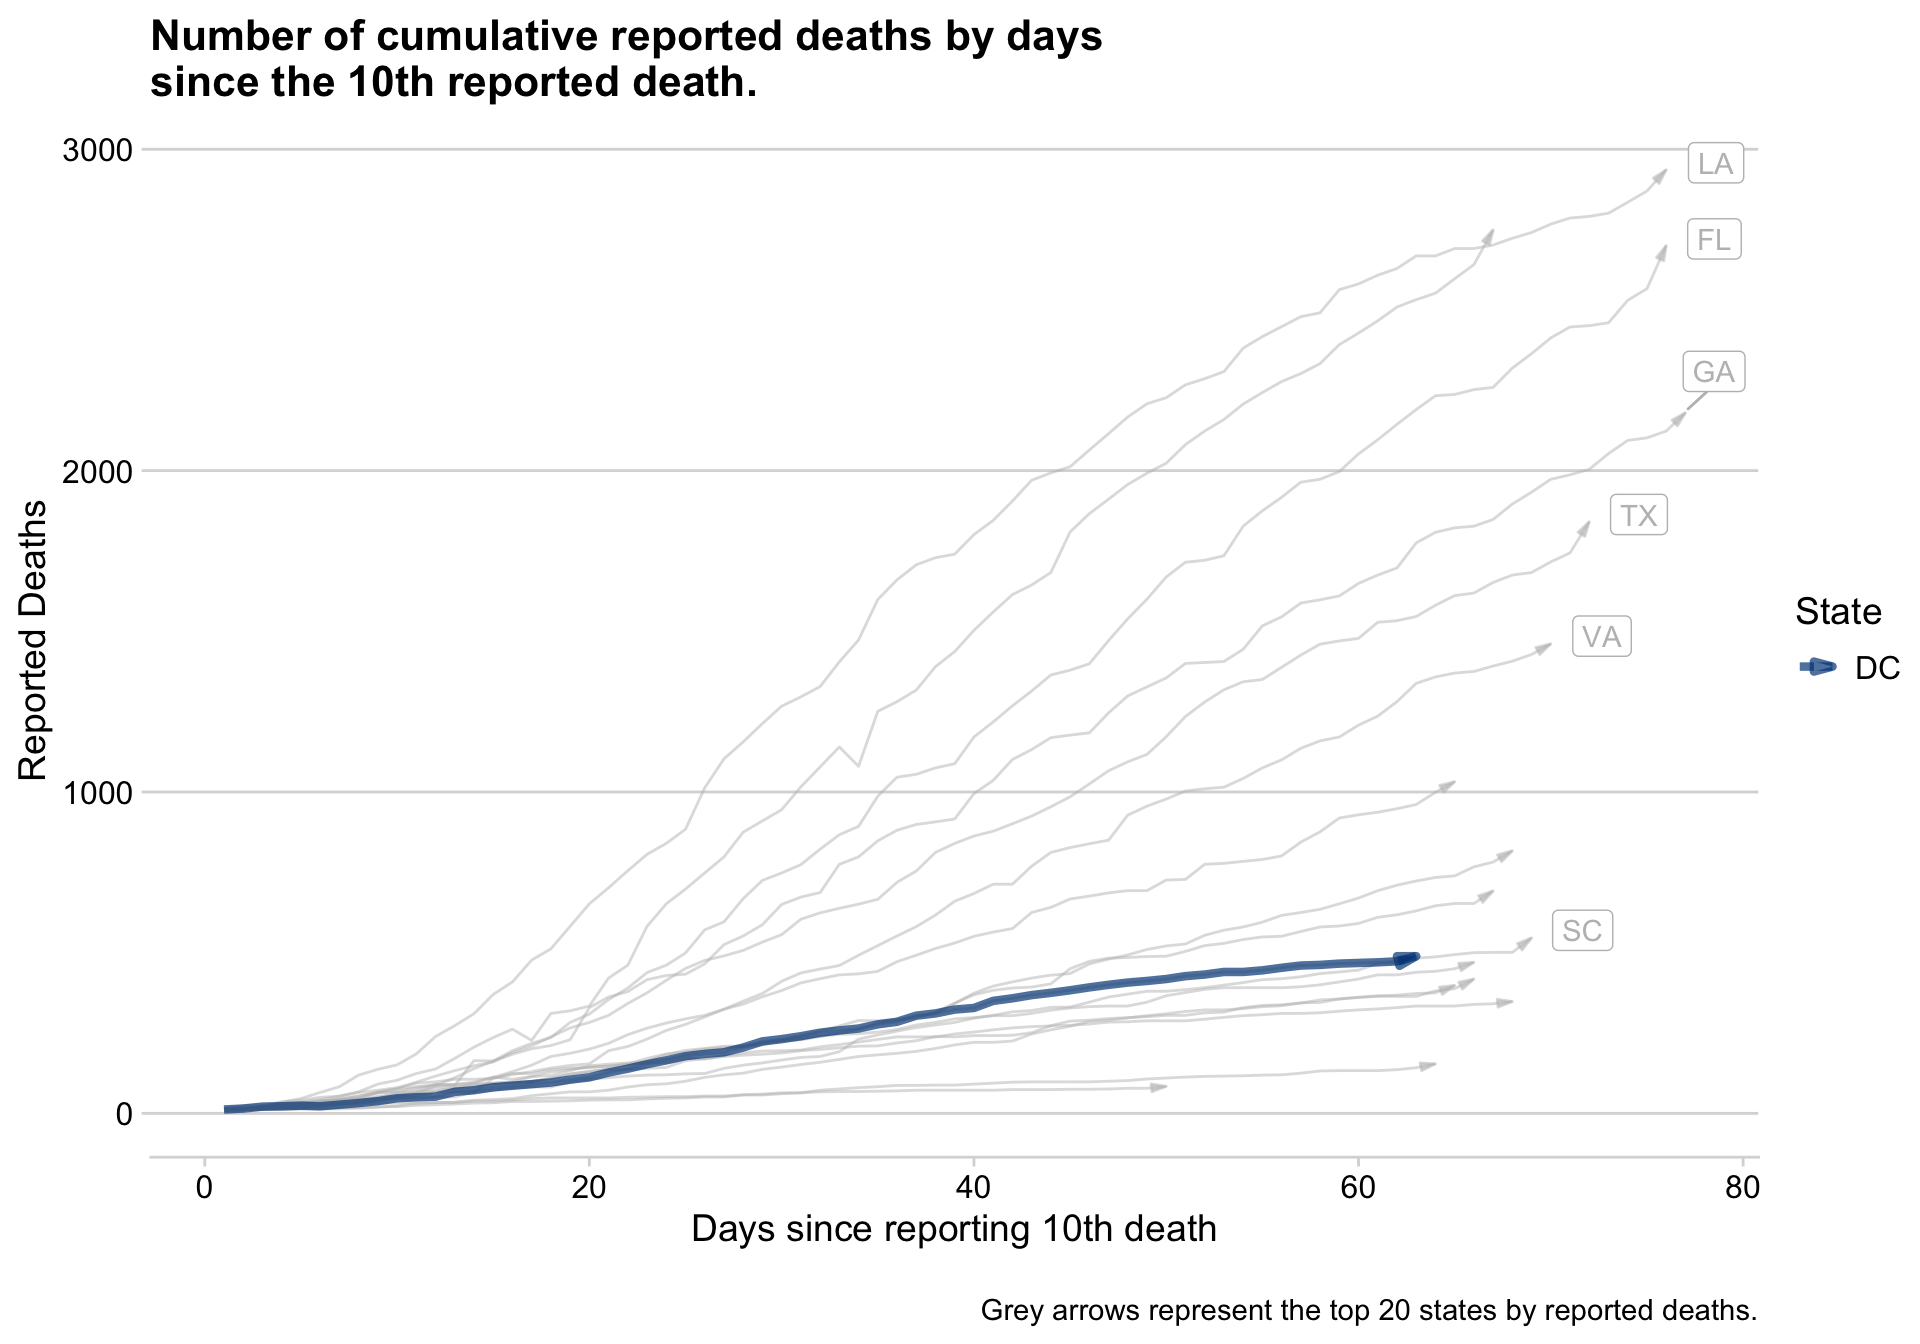 Number of cumulative reported deaths by days
since the 10th reported death.
3000
2000
1000
0
Reported Deaths
LA
FL
GA
TX
VA
SC
State
DC
0 20 40 60 80
Days since reporting 10th death
Grey arrows represent the top 20 states by reported deaths.